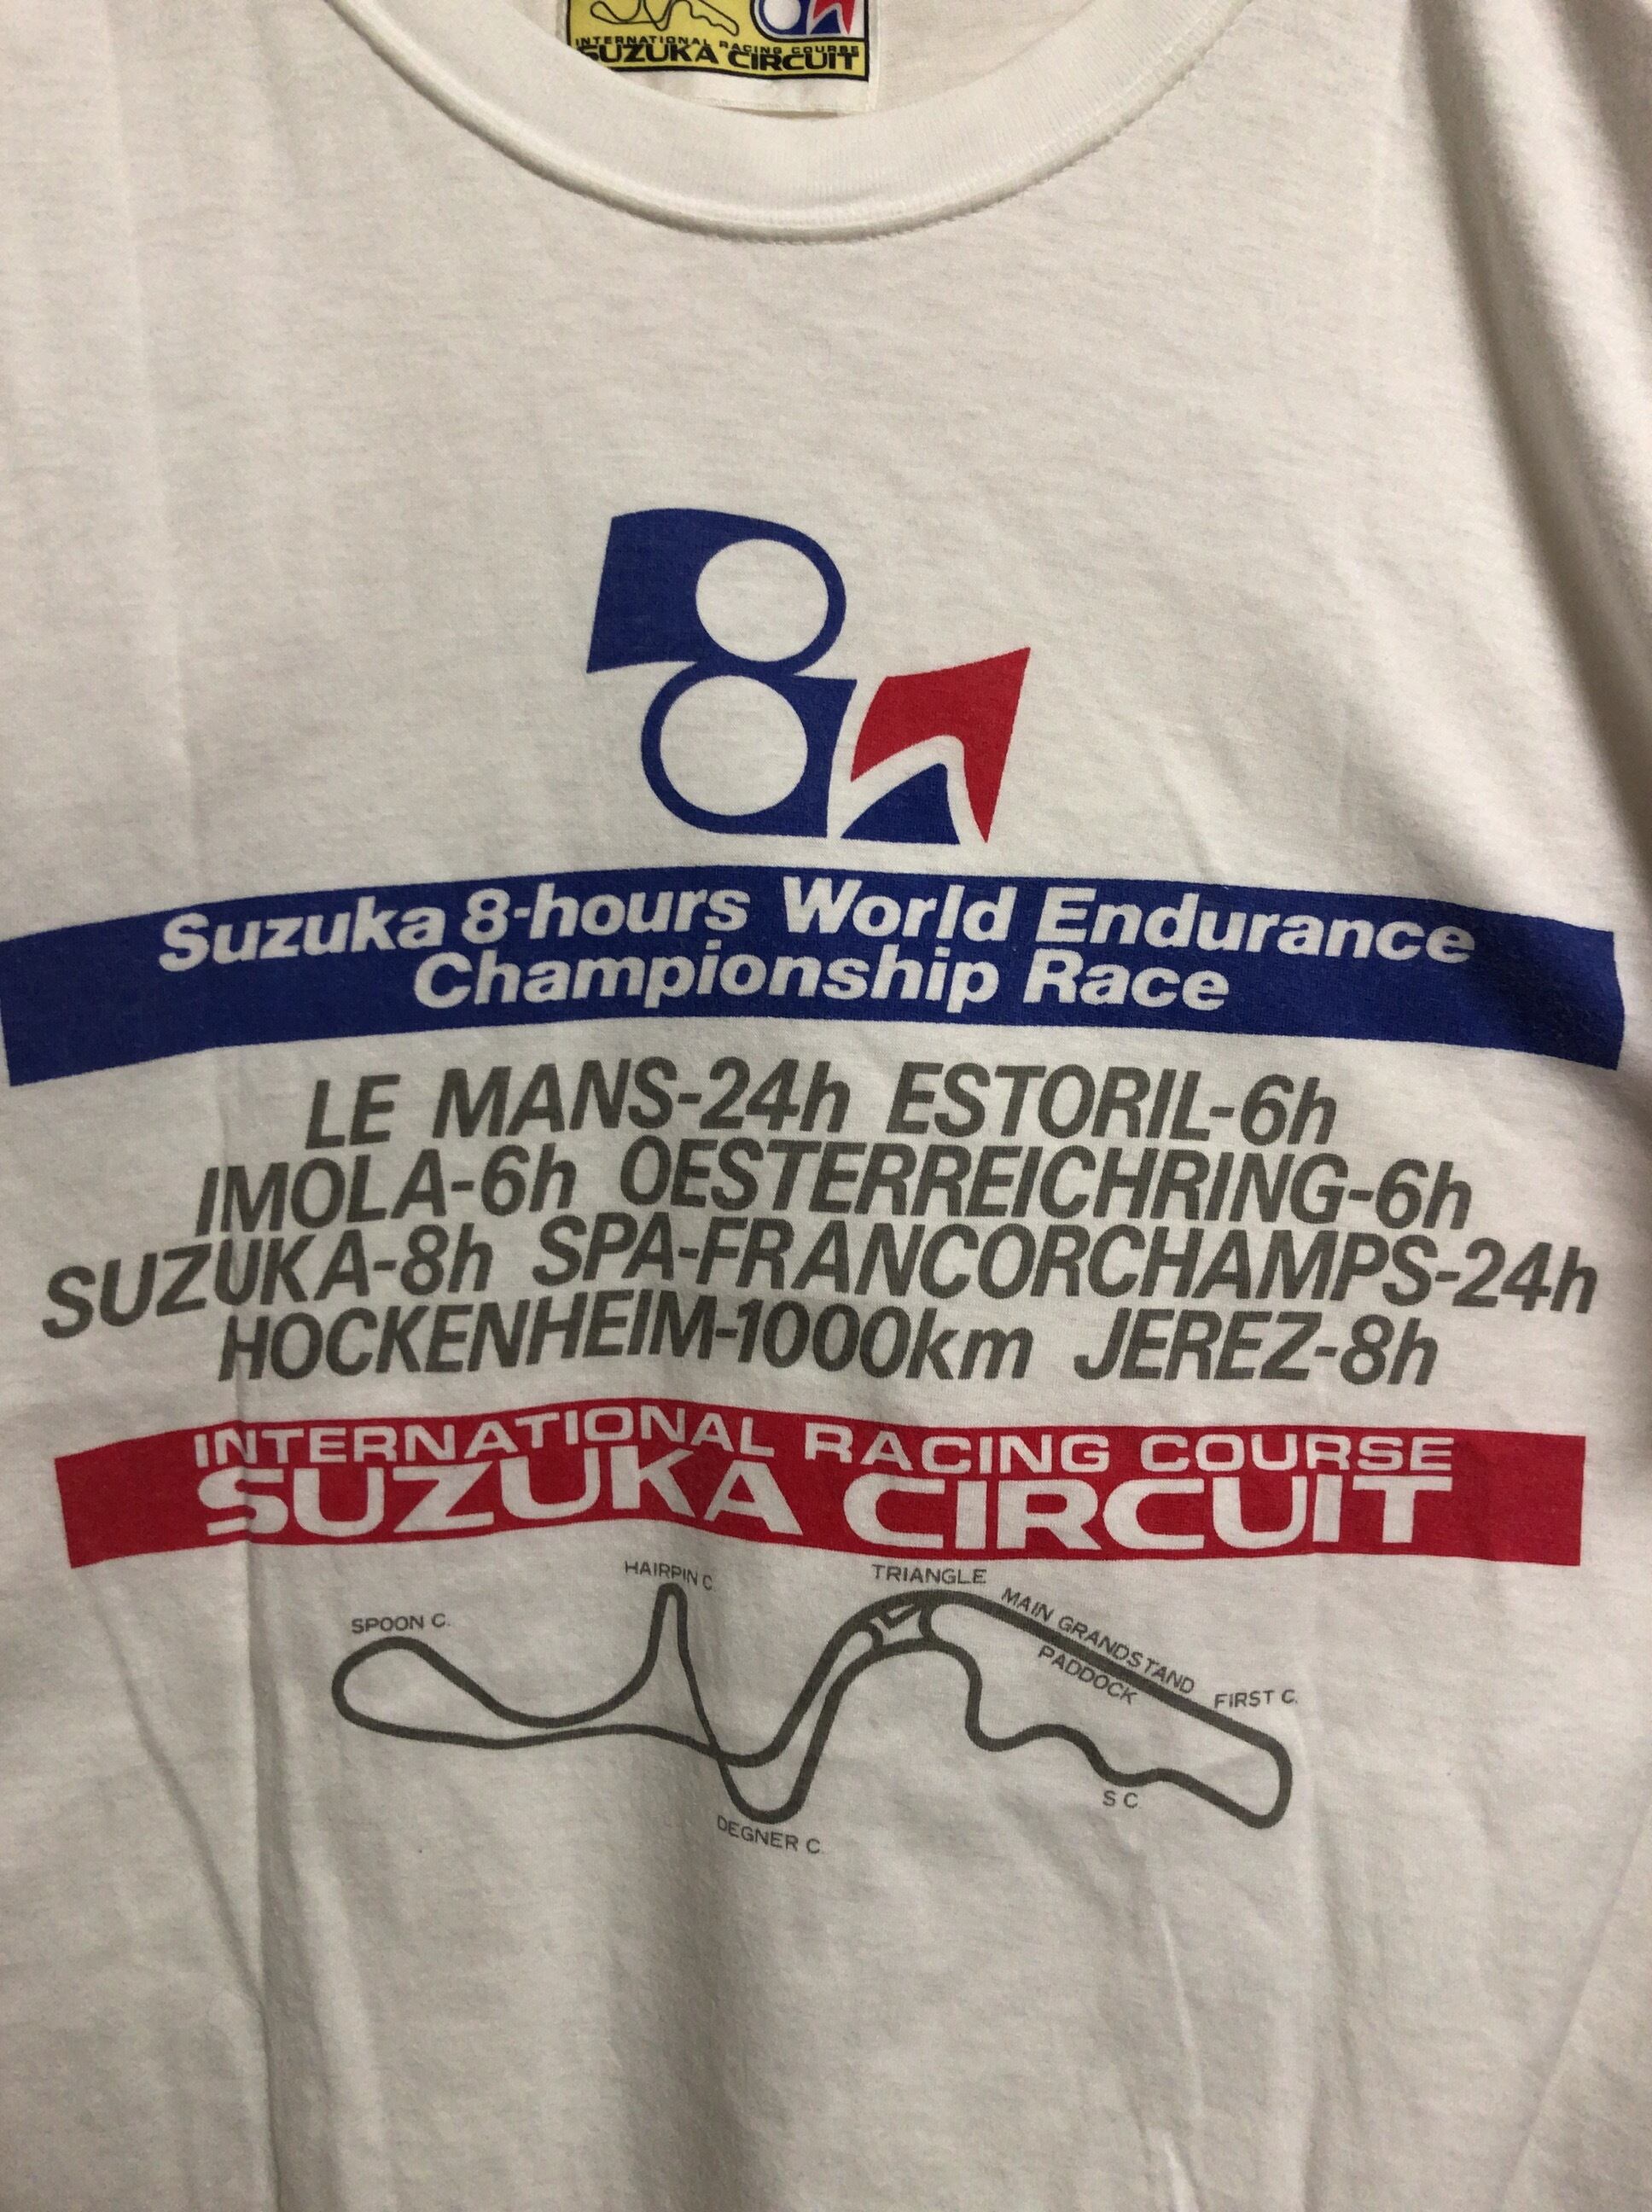 INTERNATIONAL RACING COURSE
SUZUKA CIRCUIT
8
Suzuka 8-hours World Endurance
Championship Race
LE MANS-24h ESTORIL-6h
IMOLA-6h OESTERREICHRING-6h
SUZUKA-8h SPA-FRANCORCHAMPS-24h
HOCKENHEIM-1000km JEREZ-8h
INTERNATIONAL RACING COURSE
SUZUKA CIRCUIT
HAIRPIN C.
TRIANGLE
SPOON C.
MAIN GRANDSTAND
PADDOCK
FIRST C.
S C
DEGNER C.